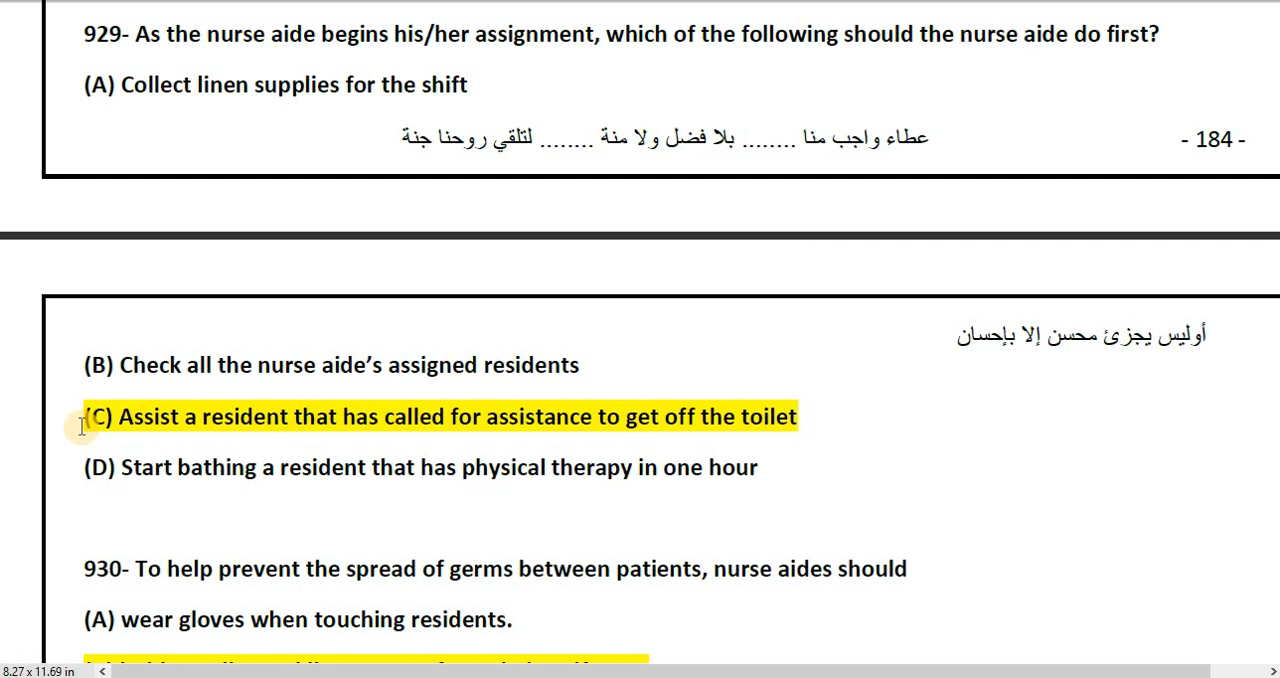 929- As the nurse aide begins his/her assignment, which of the following should the nurse aide do first?
(A) Collect linen supplies for the shift
عطاء واجب منا ........ بلا فضل ولا منة ........ لتلقي روحنا جنة
- 184 -
أوليس يجزئ محسن إلا بإحسان
(B) Check all the nurse aide’s assigned residents
(C) Assist a resident that has called for assistance to get off the toilet
(D) Start bathing a resident that has physical therapy in one hour
930- To help prevent the spread of germs between patients, nurse aides should
(A) wear gloves when touching residents.
8.27 x 11.69 in